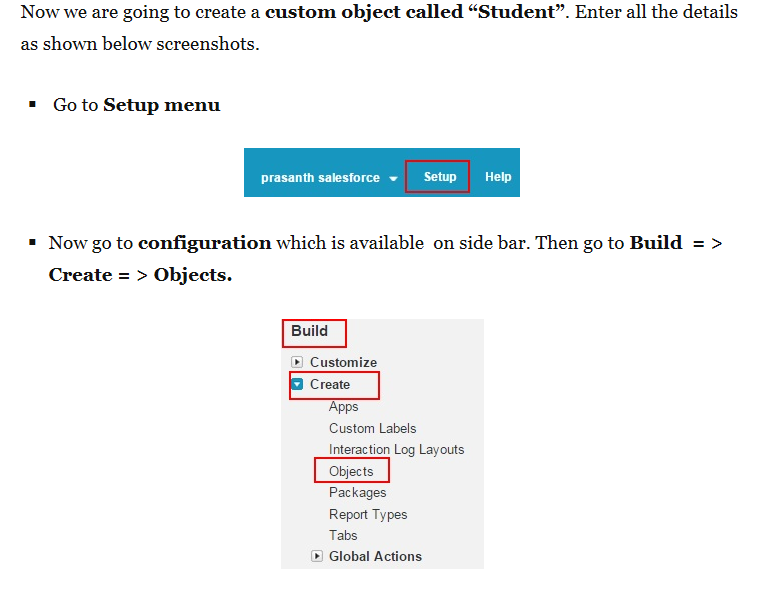 Now we are going to create a custom object called “Student”. Enter all the details
as shown below screenshots.
▪ Go to Setup menu
prasanth salesforce Setup Help
▪ Now go to configuration which is available on side bar. Then go to Build = >
Create = > Objects.
Build
Customize
Create
Apps
Custom Labels
Interaction Log Layouts
Objects
Packages
Report Types
Tabs
Global Actions